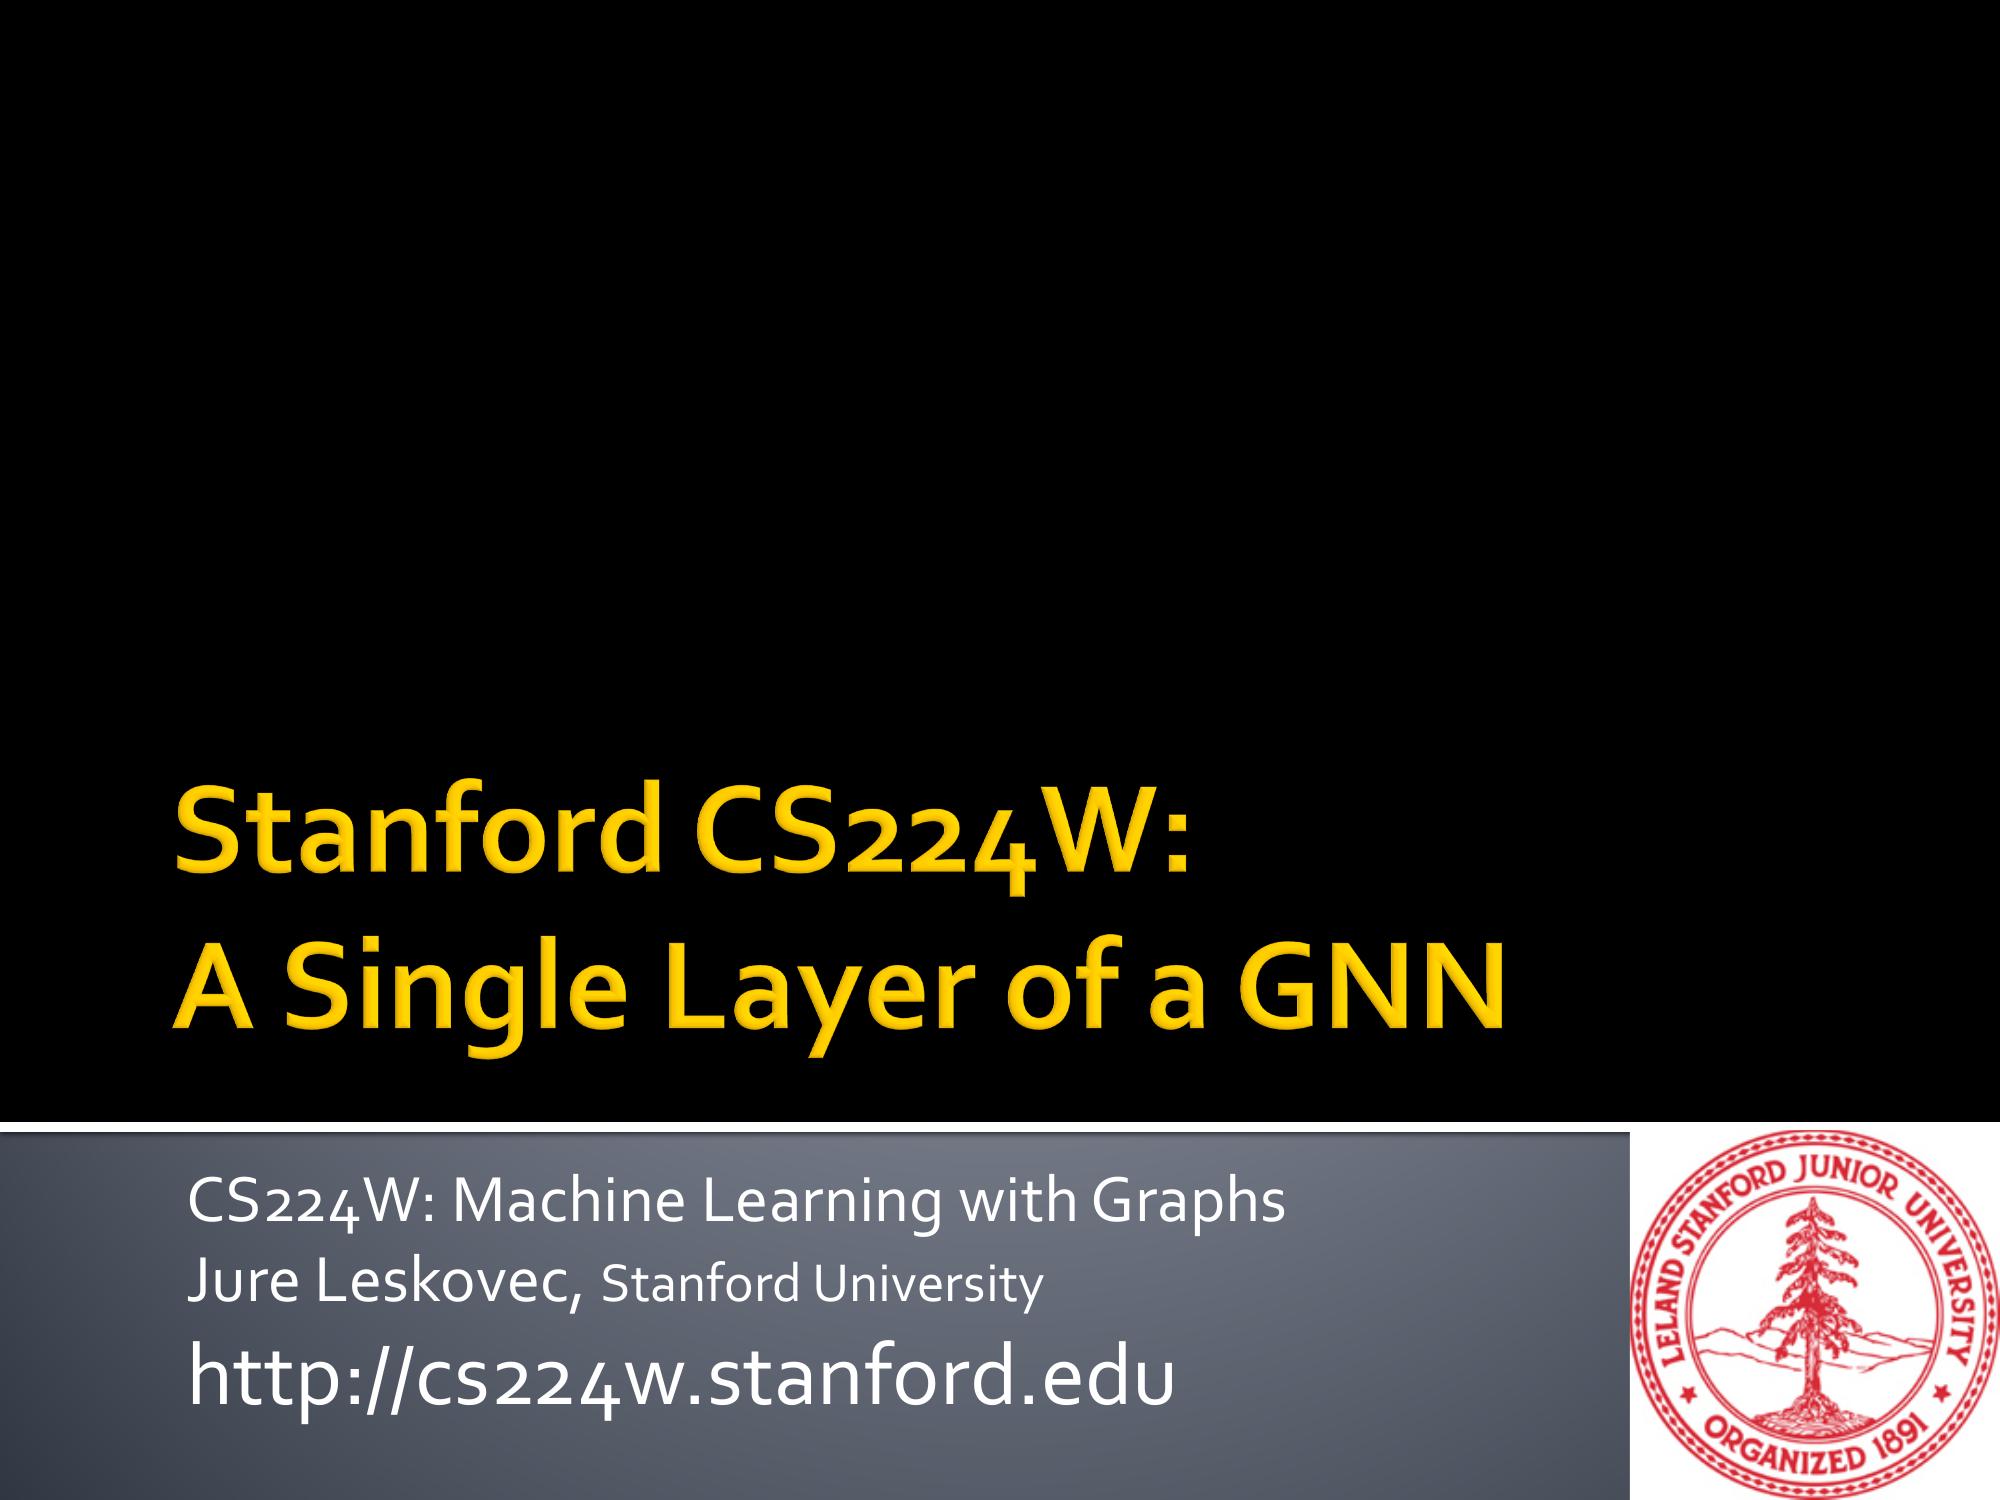 Stanford CS224W:
A Single Layer of a GNN
CS224W: Machine Learning with Graphs
Jure Leskovec, Stanford University
http://cs224w.stanford.edu
LELAND STANFORD JUNIOR UNIVERSITY
ORGANIZED 1891